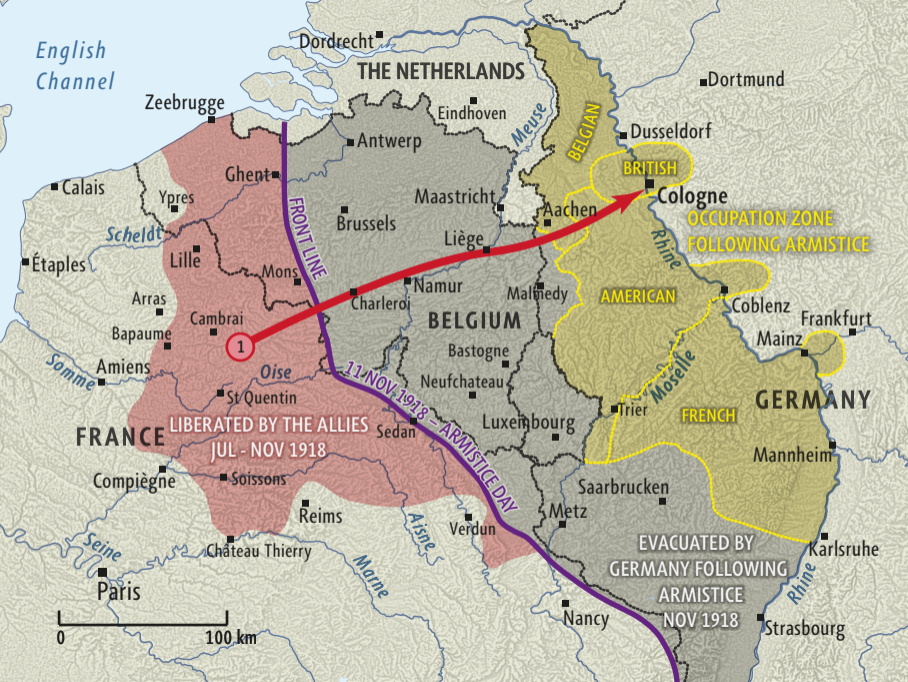 English
Channel
Dordrecht
THE NETHERLANDS
Dortmund
Zeebrugge
Eindhoven
Meuse
BELGIAN
Dusseldorf
Antwerp
Ghent
BRITISH
Calais
Ypres
Maastricht
Cologne
Aachen
Brussels
FRONT LINE
OCCUPATION ZONE
FOLLOWING ARMISTICE
Scheldt
Lille
Liège
Rhine
Étaples
Mons
Namur
Malmedy
AMERICAN
Charleroi
Coblenz
Arras
Cambrai
BELGIUM
Frankfurt
Bapaume
1
Mainz
Bastogne
Somme
Amiens
Oise
11 NOV 1918 – ARMISTICE DAY
Neufchateau
Moselle
GERMANY
St Quentin
Trier
FRENCH
FRANCE
LIBERATED BY THE ALLIES
JUL - NOV 1918
Sedan
Luxembourg
Mannheim
Compiègne
Soissons
Saarbrucken
Reims
Metz
Aisne
Verdun
Seine
Château Thierry
EVACUATED BY
GERMANY FOLLOWING
ARMISTICE
NOV 1918
Karlsruhe
Marne
Rhine
Paris
Nancy
Strasbourg
0
100 km